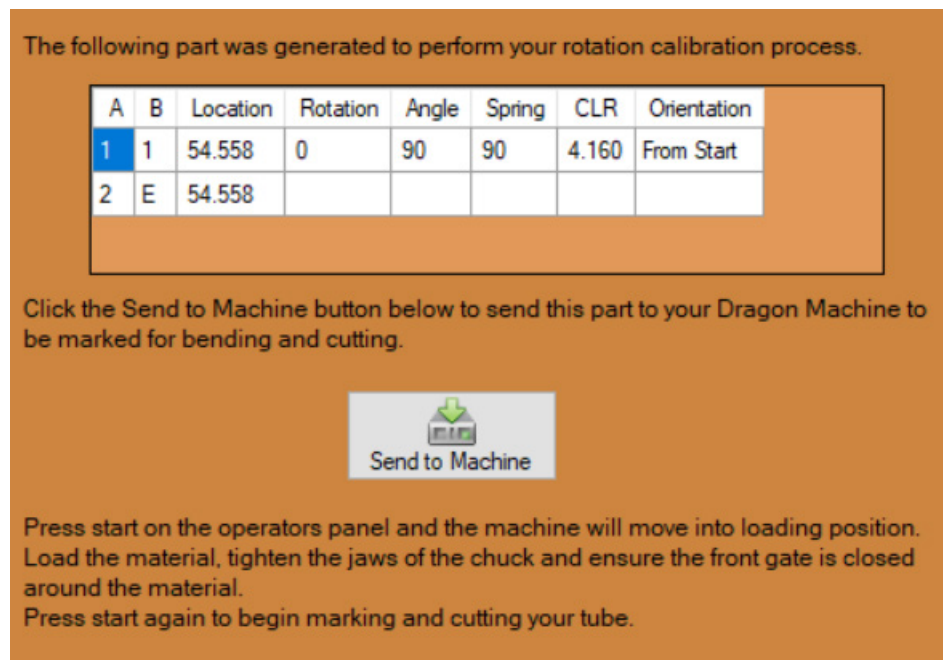 The following part was generated to perform your rotation calibration process.
A B Location Rotation Angle Spring CLR Orientation
1 1 54.558 0 90 90 4.160 From Start
2 E 54.558
Click the Send to Machine button below to send this part to your Dragon Machine to
be marked for bending and cutting.
Send to Machine
Press start on the operators panel and the machine will move into loading position.
Load the material, tighten the jaws of the chuck and ensure the front gate is closed
around the material.
Press start again to begin marking and cutting your tube.